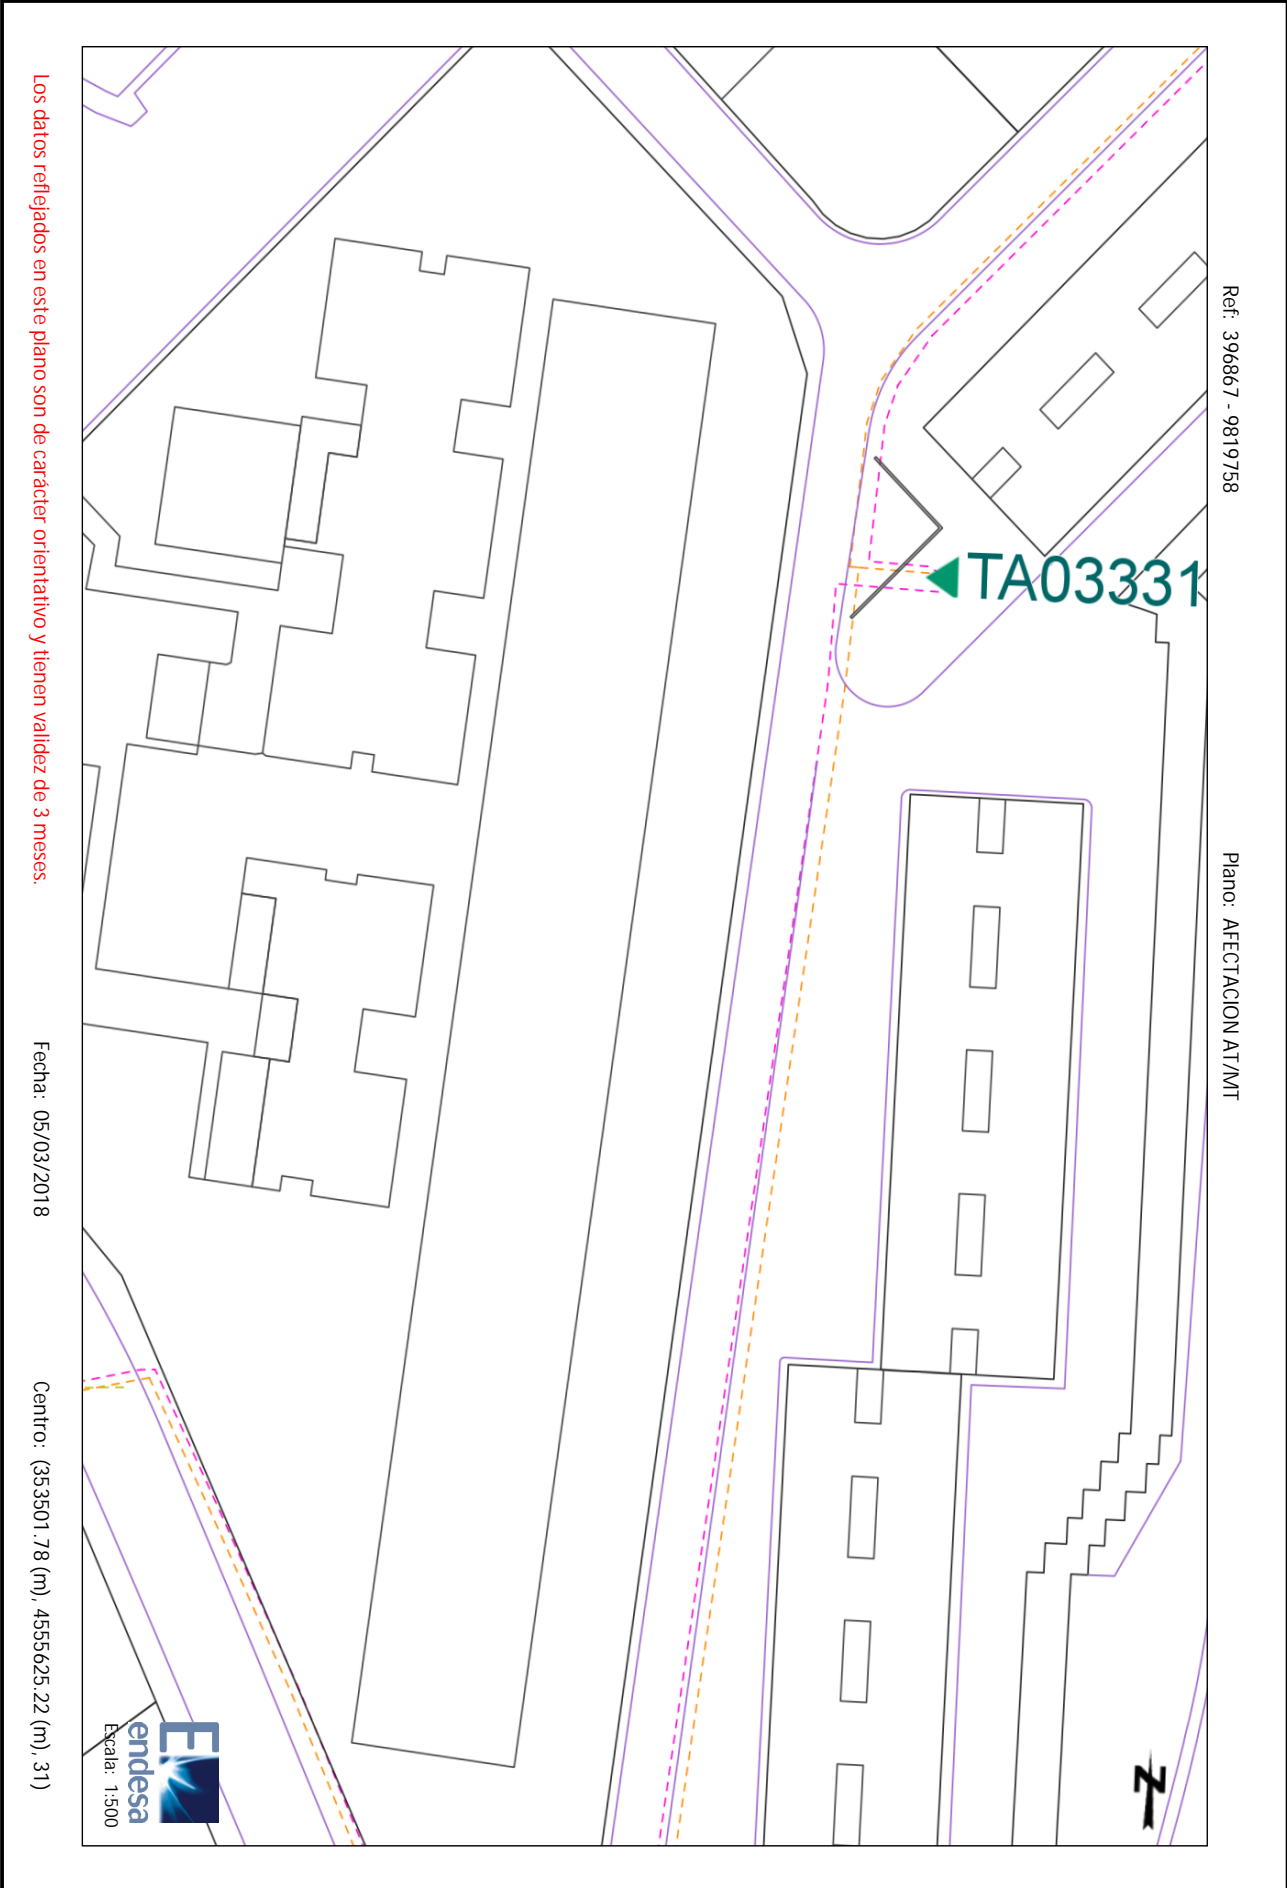 Ref: 396867 - 9819758
Plano: AFECTACION AT/MT
TA03331
N
E
endesa
Escala: 1:500
Los datos reflejados en este plano son de carácter orientativo y tienen validez de 3 meses.
Fecha: 05/03/2018
Centro: (353501.78 (m), 4555625.22 (m), 31)